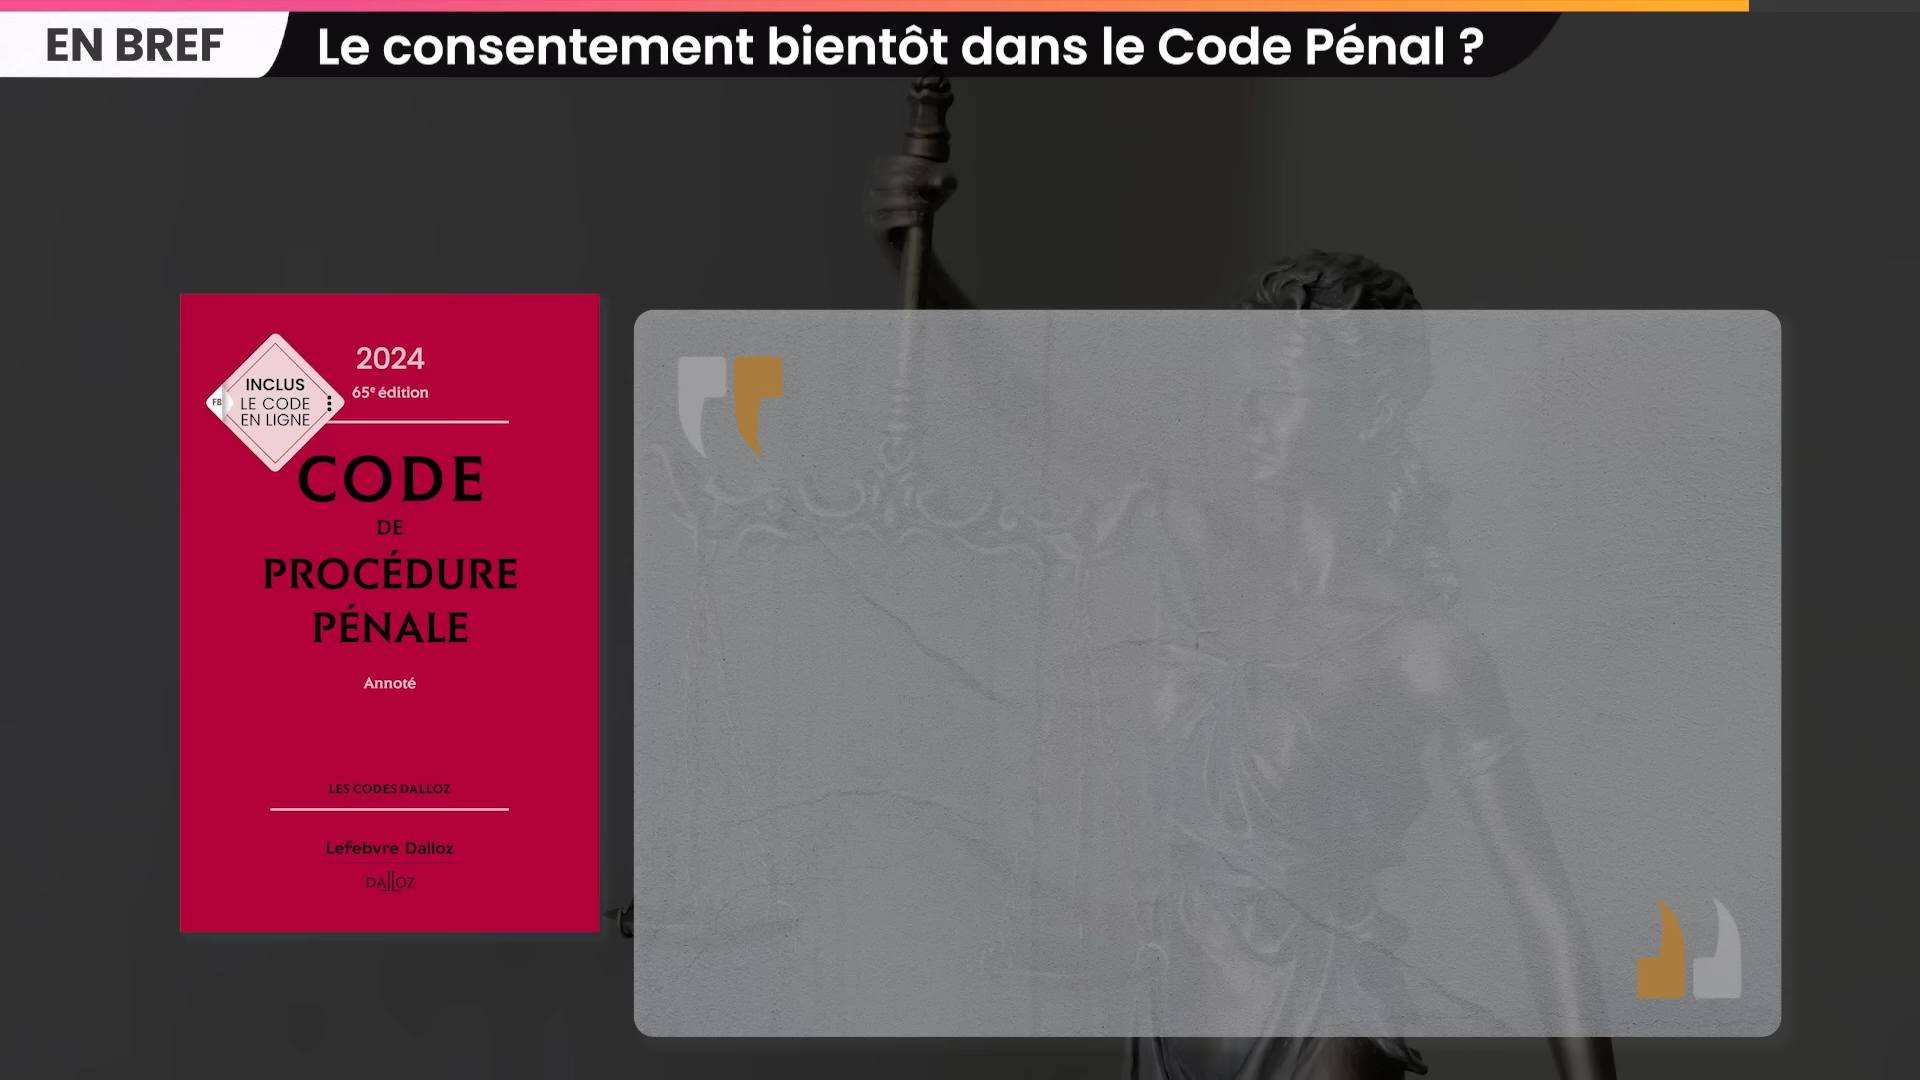 EN BREF
Le consentement bientôt dans le Code Pénal ?
2024
65e édition
INCLUS
LE CODE
EN LIGNE
FB
CODE
DE
PROCÉDURE
PÉNALE
Annoté
LES CODES DALLOZ
Lefebvre Dalloz
DALLOZ